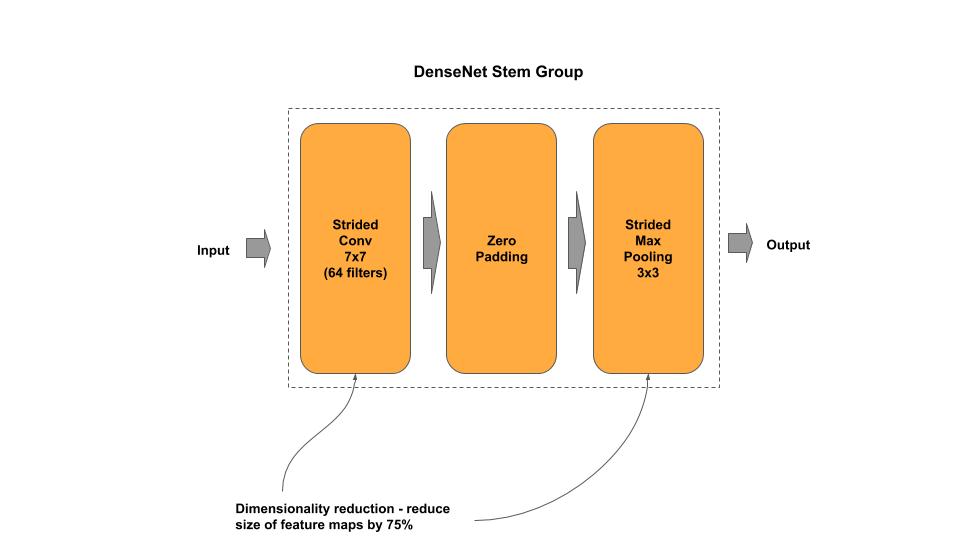 DenseNet Stem Group
Input
Strided
Conv
7x7
(64 filters)
Zero
Padding
Strided
Max
Pooling
3x3
Output
Dimensionality reduction - reduce
size of feature maps by 75%